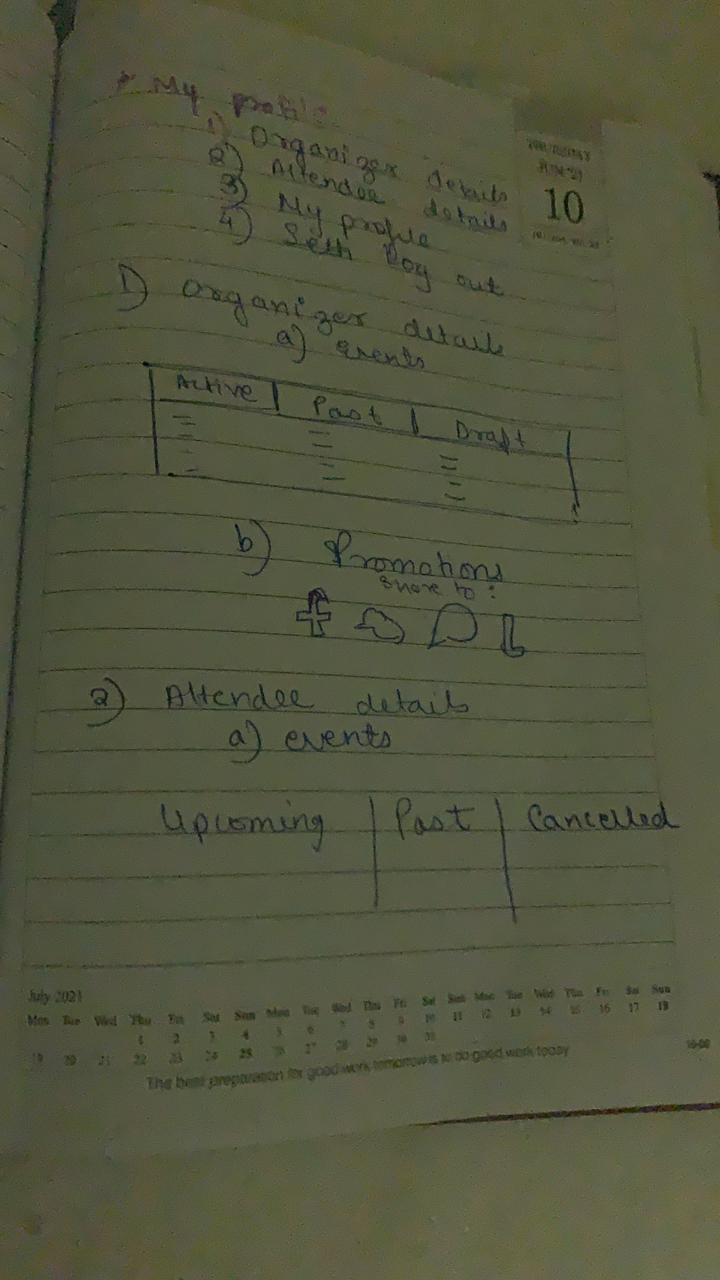 My profile
1) Organizer details
2) Attendee details
3) My profile
4) Log out
THURSDAY
JUNE '21
10
1) Organizer details
a) events
Active | Past | Draft
b) Promotions
Share to :
2) Attendee details
a) events
Upcoming | Past | Cancelled
July 2021
Mon Tue Wed Thu Fri Sat Sun Mon Tue Wed Thu Fri Sat Sun Mon Tue Wed Thu Fri Sat Sun
1 2 3 4 5 6 7 8 9 10 11 12 13 14 15 16 17 18
19 20 21 22 23 24 25 26 27 28 29 30 31
The best preparation for good work tomorrow is to do good work today